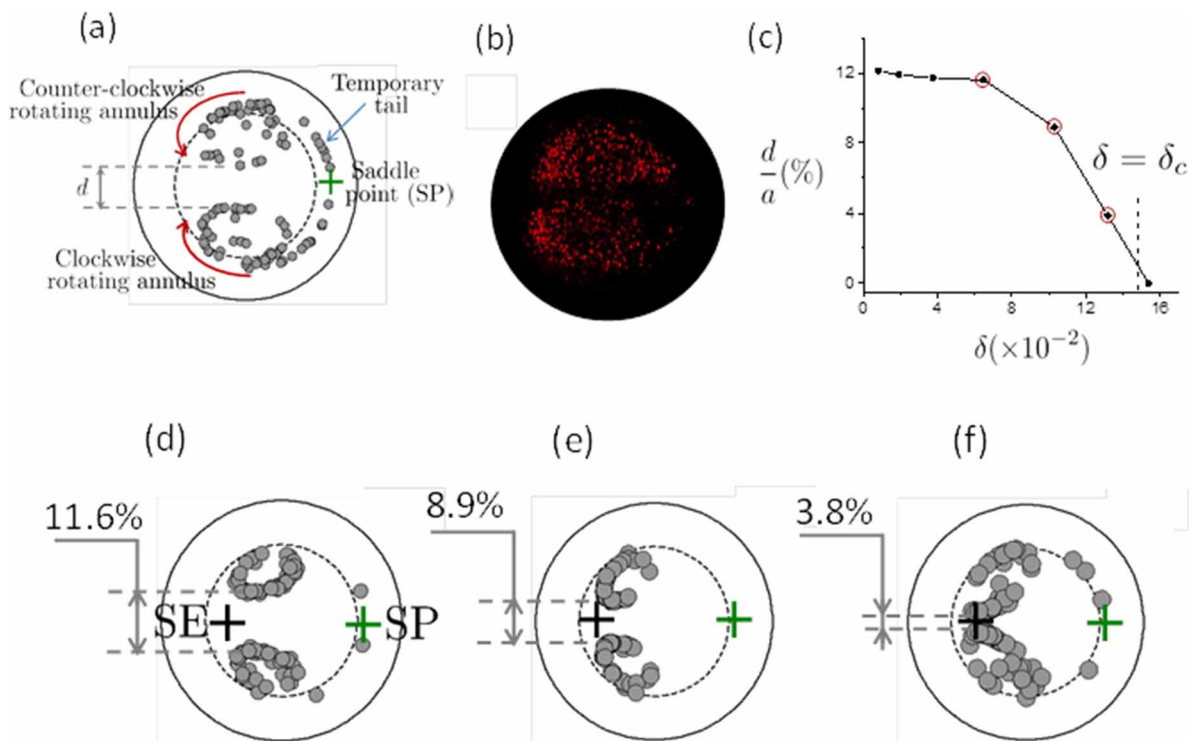 (a)
Counter-clockwise
rotating annulus
Temporary
tail
d
Saddle
point (SP)
Clockwise
rotating annulus
(b)
(c)
12
8
4
0
d/a (%)
δ = δc
0 4 8 12 16
δ(×10⁻²)
(d)
11.6%
SE
SP
(e)
8.9%
(f)
3.8%